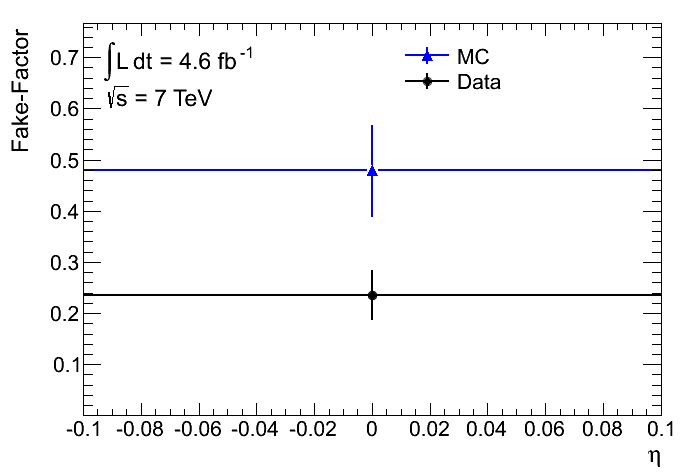 Fake-Factor
∫L dt = 4.6 fb⁻¹
√s = 7 TeV
MC
Data
0.7
0.6
0.5
0.4
0.3
0.2
0.1
-0.1 -0.08 -0.06 -0.04 -0.02 0 0.02 0.04 0.06 0.08 0.1
η